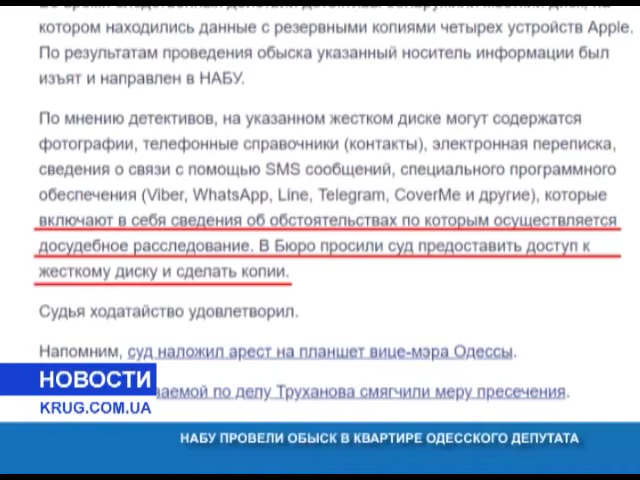 котором находились данные с резервными копиями четырех устройств Apple.
По результатам проведения обыска указанный носитель информации был
изъят и направлен в НАБУ.
По мнению детективов, на указанном жестком диске могут содержатся
фотографии, телефонные справочники (контакты), электронная переписка,
сведения о связи с помощью SMS сообщений, специального программного
обеспечения (Viber, WhatsApp, Line, Telegram, CoverMe и другие), которые
включают в себя сведения об обстоятельствах по которым осуществляется
досудебное расследование. В Бюро просили суд предоставить доступ к
жесткому диску и сделать копии.
Судья ходатайство удовлетворил.
Напомним, суд наложил арест на планшет вице-мэра Одессы.
НОВОСТИ
по делу Труханова смягчили меру пресечения.
KRUG.COM.UA
НАБУ ПРОВЕЛИ ОБЫСК В КВАРТИРЕ ОДЕССКОГО ДЕПУТАТА